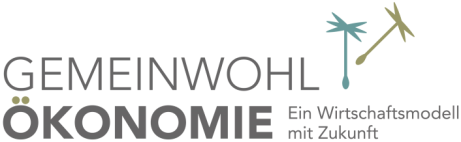 GEMEINWOHL
ÖKONOMIE
Ein Wirtschaftsmodell
mit Zukunft